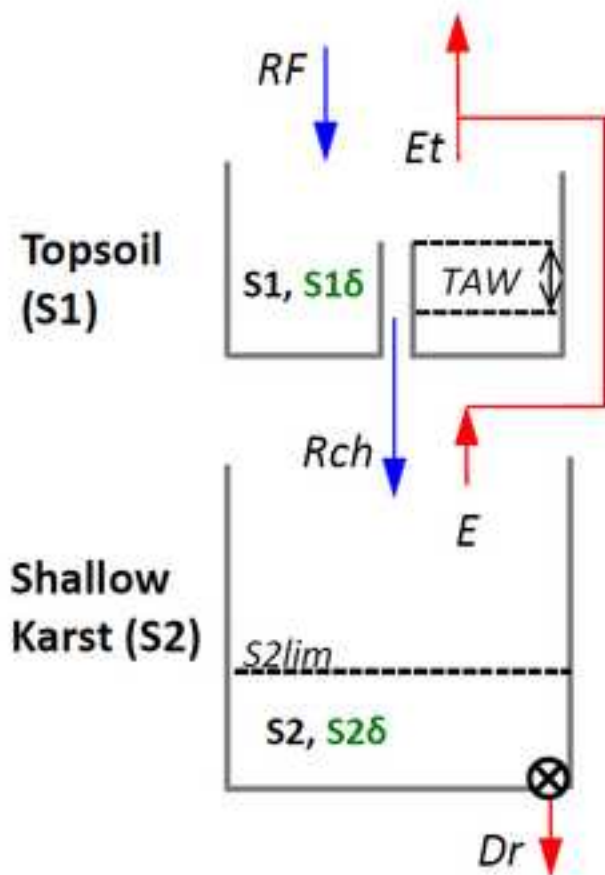 RF
Et
Topsoil
(S1)
S1, S1δ
TAW
Rch
E
Shallow
Karst (S2)
S2lim
S2, S2δ
Dr